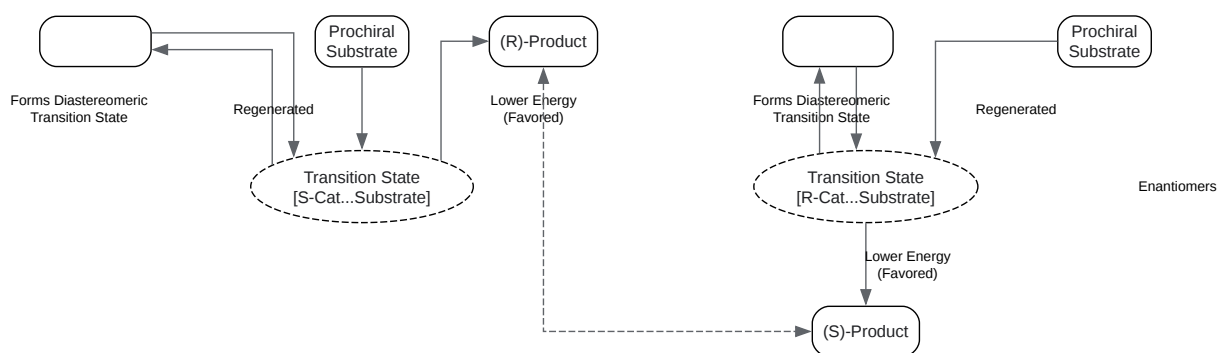 Prochiral
Substrate
(R)-Product
Prochiral
Substrate
Forms Diastereomeric
Transition State
Regenerated
Lower Energy
(Favored)
Forms Diastereomeric
Transition State
Regenerated
Transition State
[S-Cat...Substrate]
Transition State
[R-Cat...Substrate]
Enantiomers
Lower Energy
(Favored)
(S)-Product